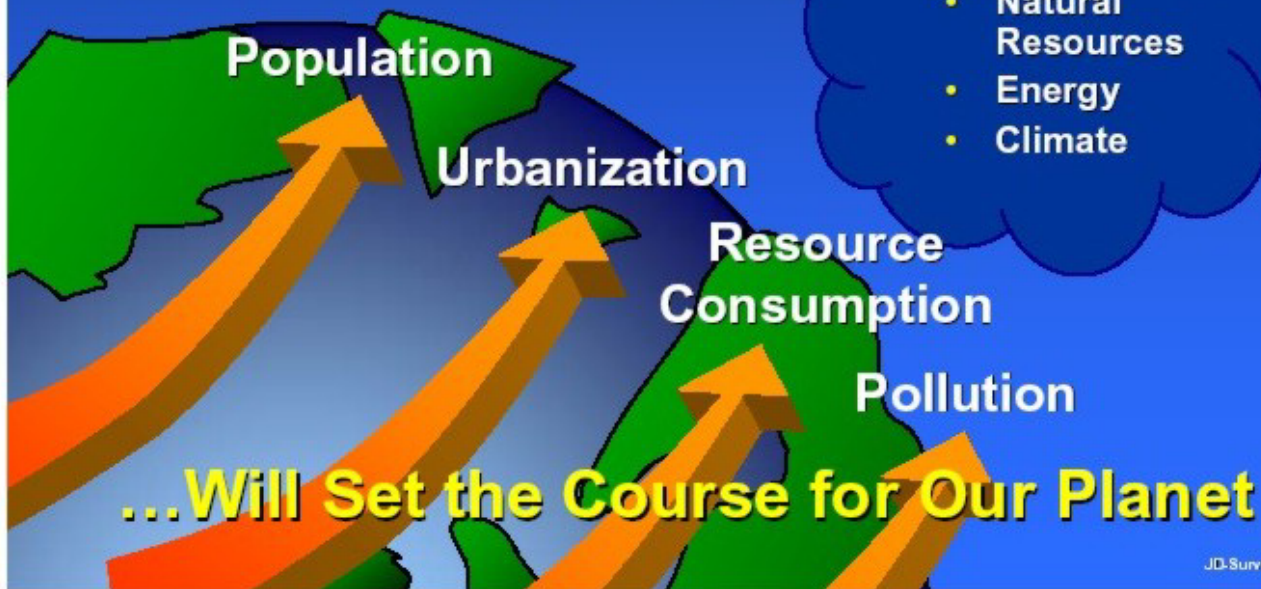 Population
Urbanization
Resource
Consumption
Pollution
• Natural
Resources
• Energy
• Climate
...Will Set the Course for Our Planet